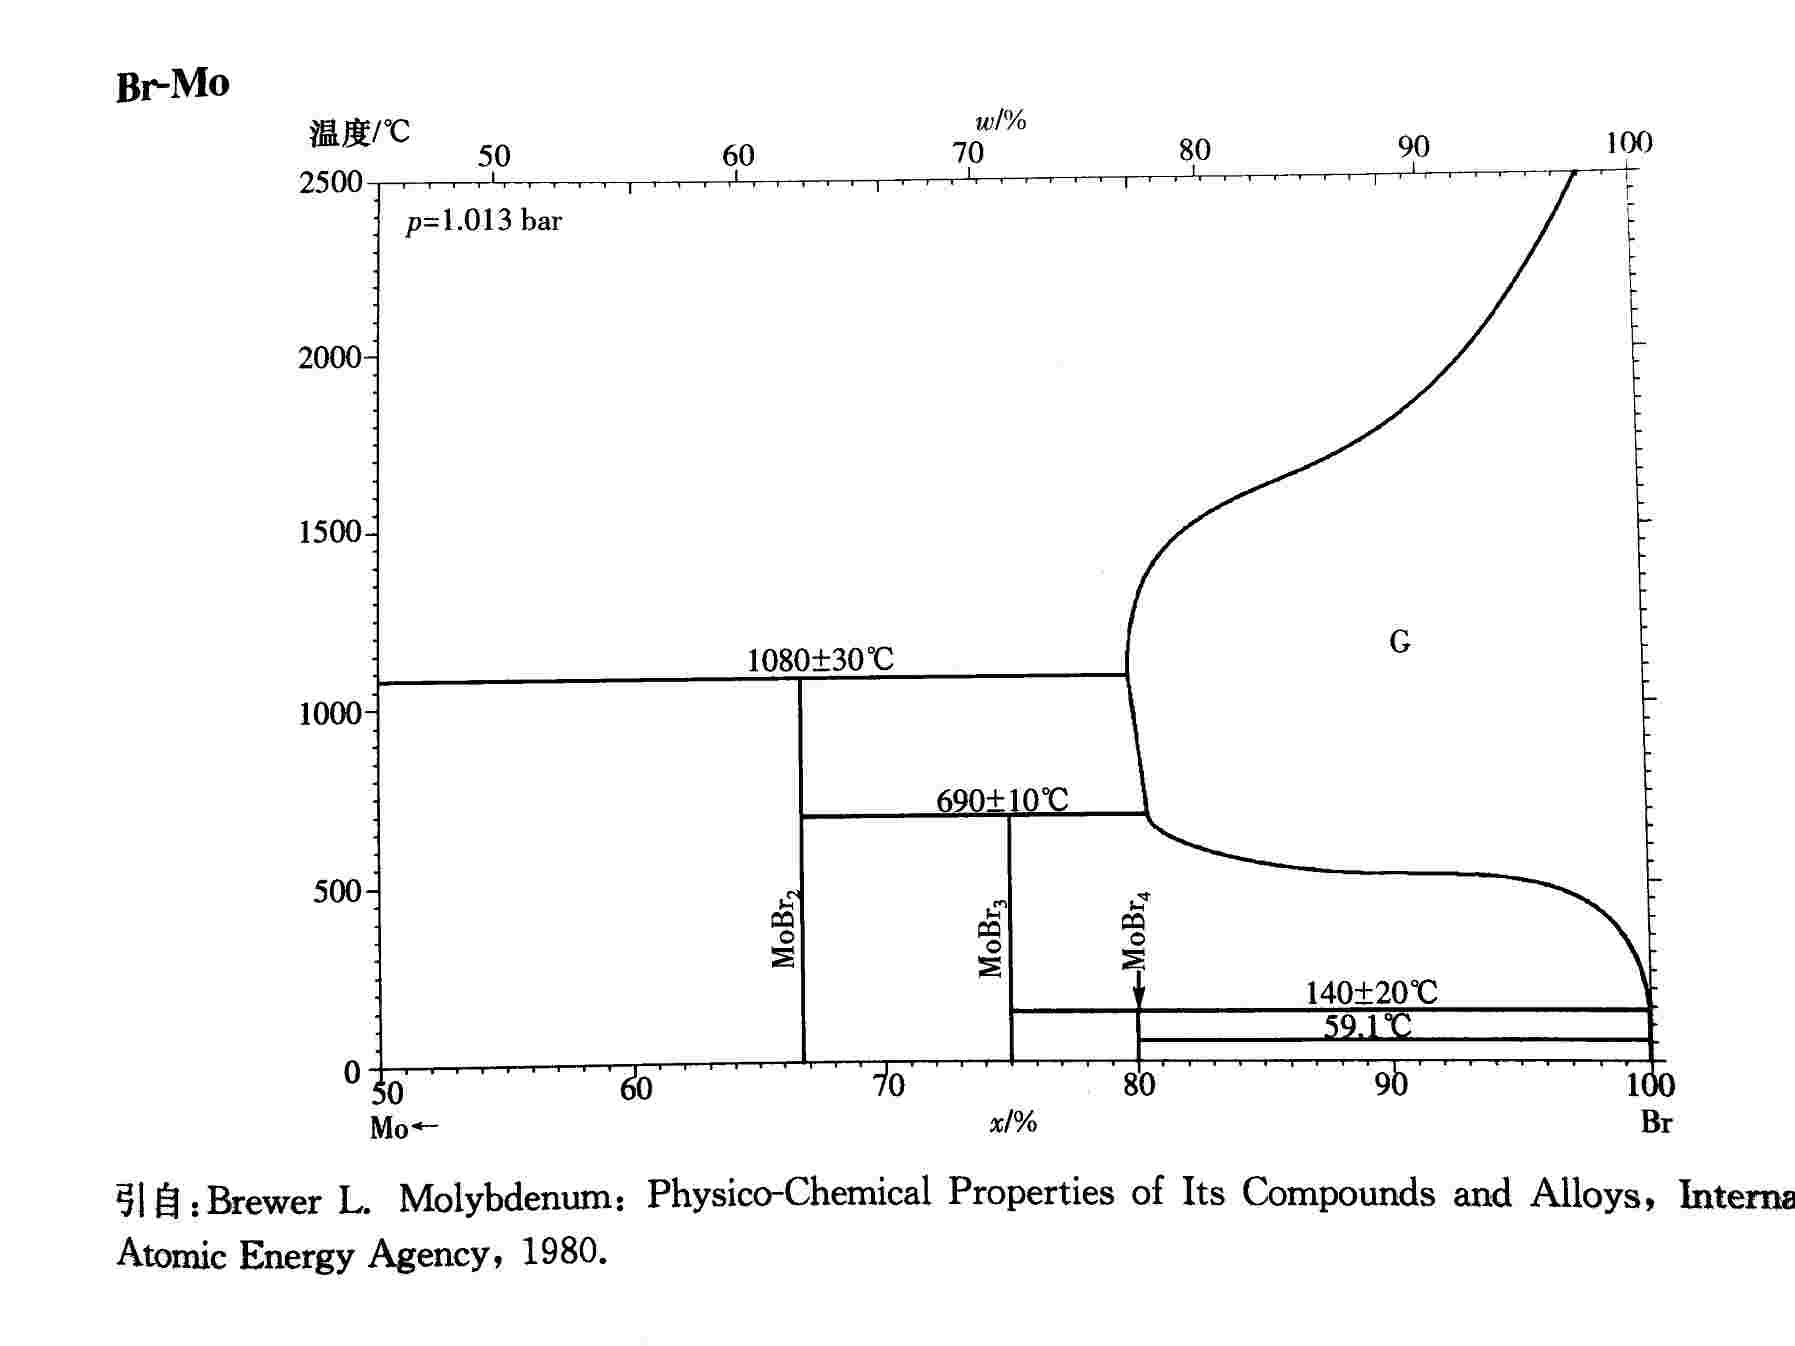 Br-Mo
温度/℃
w/%
50 60 70 80 90 100
2500
p=1.013 bar
2000
1500
G
1080±30℃
1000
690±10℃
500
MoBr₂
MoBr₃
MoBr₄
140±20℃
59.1℃
0
50 60 70 80 90 100
Mo← x/% Br
引自:Brewer L. Molybdenum: Physico-Chemical Properties of Its Compounds and Alloys, Interna
Atomic Energy Agency, 1980.